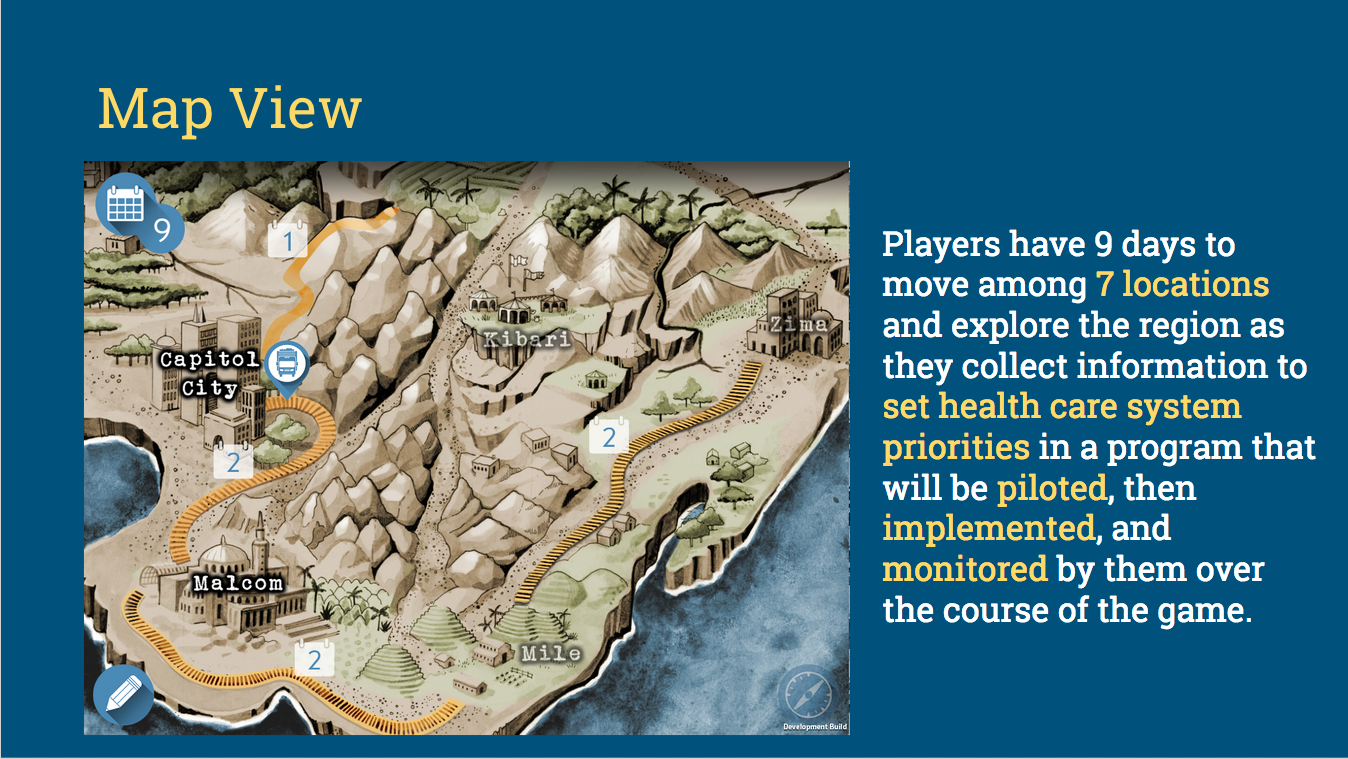 Map View
9
1
Kibari
Zima
Capitol
City
2
2
Malcom
2
Mile
Development Build
Players have 9 days to
move among 7 locations
and explore the region as
they collect information to
set health care system
priorities in a program that
will be piloted, then
implemented, and
monitored by them over
the course of the game.